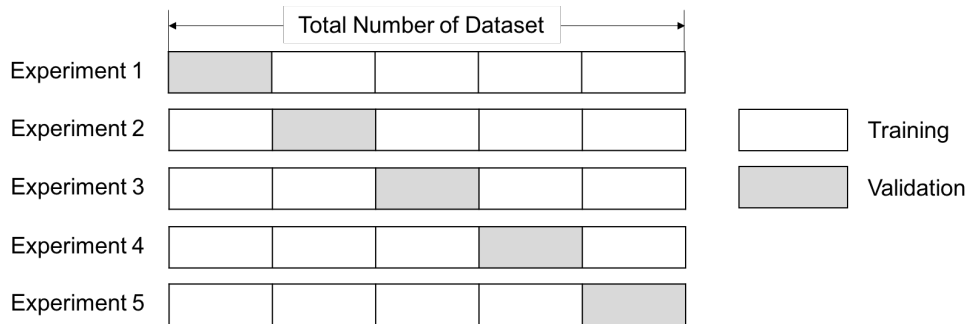 Total Number of Dataset
Experiment 1
Experiment 2
Experiment 3
Experiment 4
Experiment 5
Training
Validation